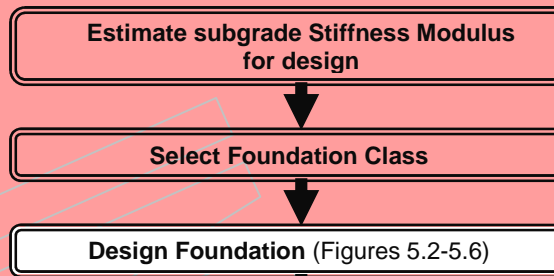 Estimate subgrade Stiffness Modulus
for design
Select Foundation Class
Design Foundation (Figures 5.2-5.6)